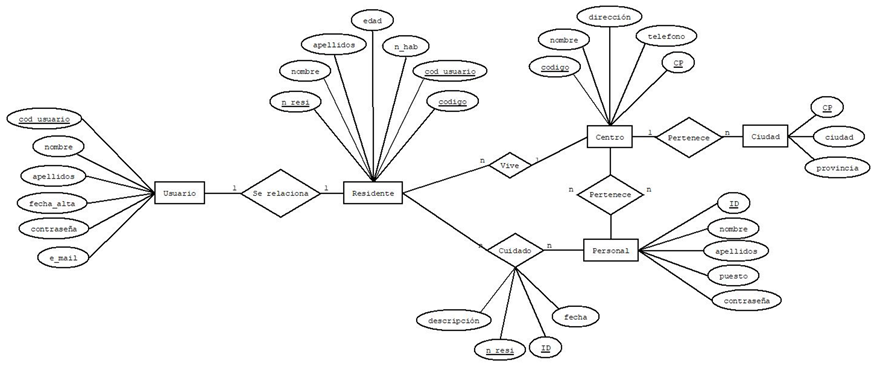 edad
dirección
apellidos
n_hab
nombre
telefono
nombre
cod_usuario
codigo
CP
n_resi
codigo
CP
cod_usuario
nombre
Centro
1
Pertenece
n
Ciudad
ciudad
n
Vive
1
provincia
apellidos
Usuario
1
Se relaciona
1
Residente
n
Pertenece
n
fecha_alta
ID
contraseña
nombre
n
Cuidado
n
Personal
apellidos
e_mail
puesto
contraseña
descripción
fecha
n_resi
ID